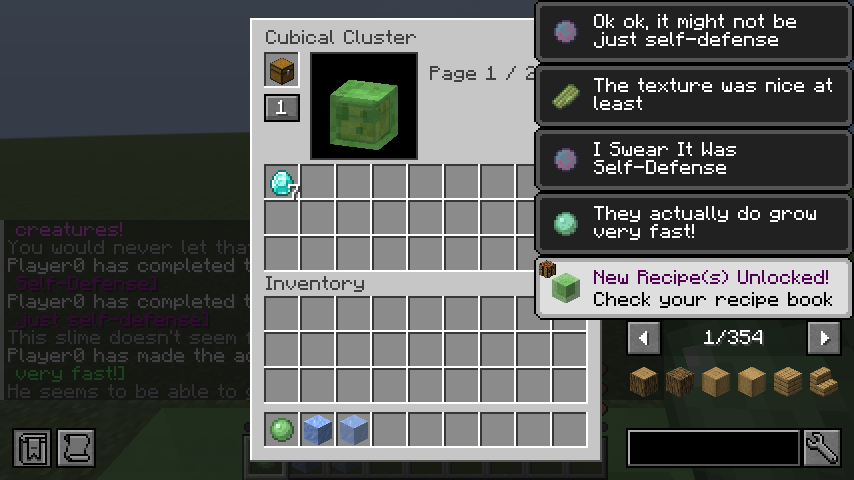 Cubical Cluster
Page 1 / 2
1
7
Inventory
Ok ok, it might not be
just self-defense
The texture was nice at
least
I Swear It Was
Self-Defense
They actually do grow
very fast!
New Recipe(s) Unlocked!
Check your recipe book
1/354
creatures!
You would never let tha
Player0 has completed t
Self-Defense]
Player0 has completed t
just self-defense]
This slime doesn't seem
Player0 has made the ad
very fast!]
He seems to be able to